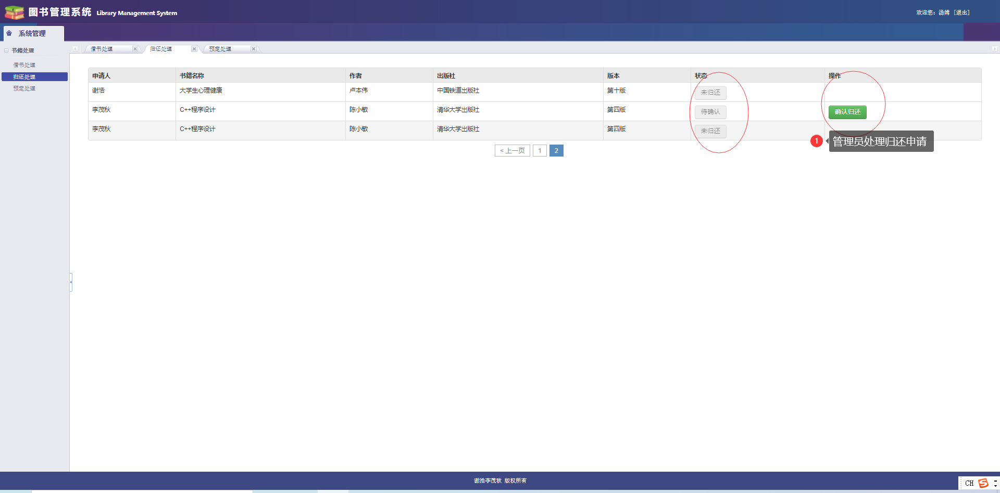 图书管理系统 Library Management System
欢迎您：汤姆 [退出]
系统管理
书籍处理
借书处理
归还处理
预定处理
借书处理 归还处理 预定处理
申请人 书籍名称 作者 出版社 版本 状态 操作
谢浩 大学生心理健康 卢本伟 中国铁道出版社 第十版 未归还
李茂秋 C++程序设计 陈小敏 清华大学出版社 第四版 待确认 确认归还
李茂秋 C++程序设计 陈小敏 清华大学出版社 第四版 未归还
1 管理员处理归还申请
< 上一页 1 2
谢浩李茂秋 版权所有
CH